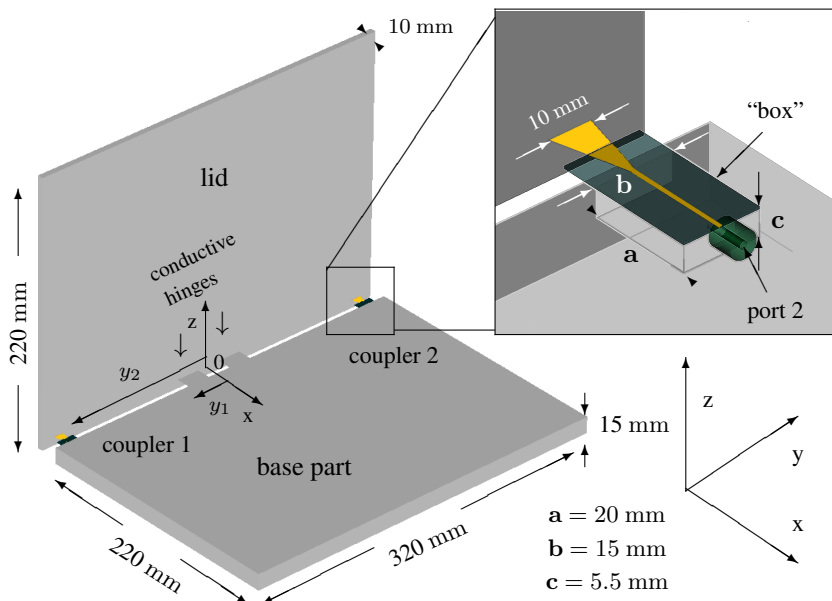 10 mm
lid
220 mm
conductive
hinges
z
0
x
y₂
y₁
coupler 1
coupler 2
base part
15 mm
220 mm
320 mm
10 mm
“box”
b
a
c
port 2
z
y
x
a = 20 mm
b = 15 mm
c = 5.5 mm